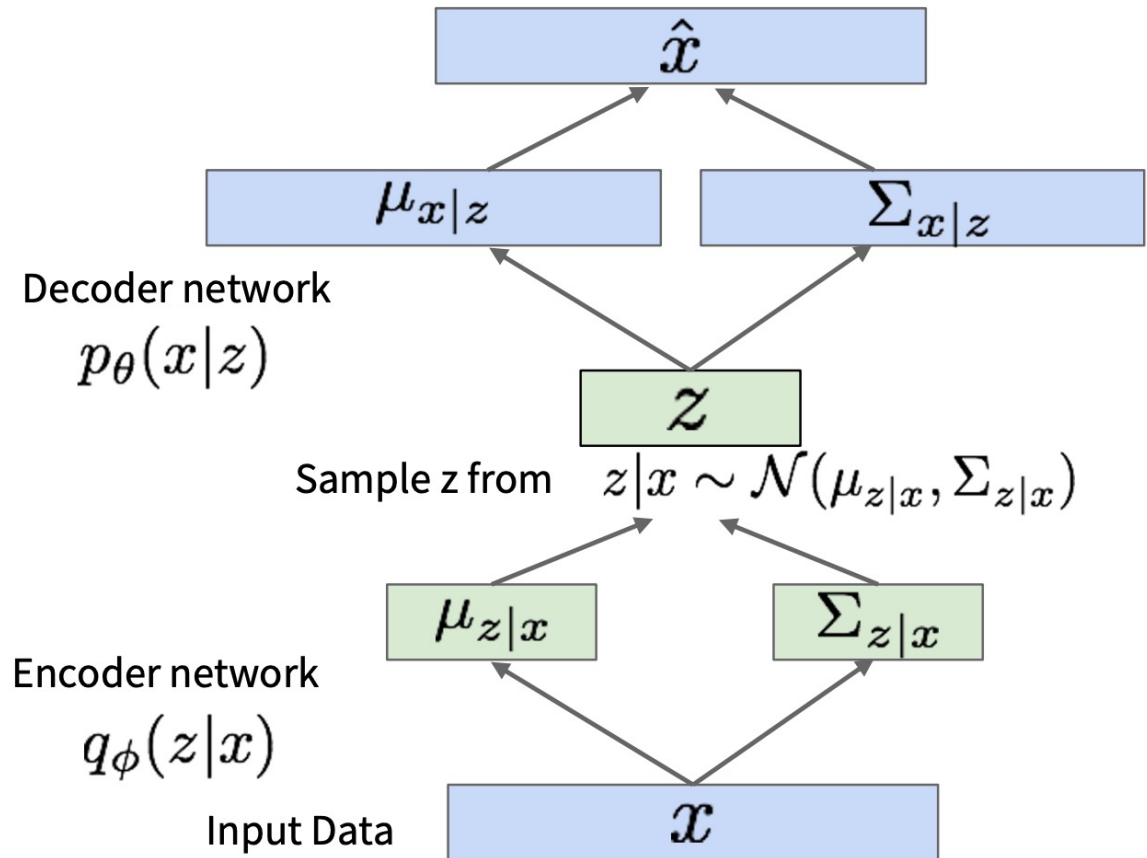 x̂
μ_{x|z} Σ_{x|z}
Decoder network
p_θ(x|z)
z
Sample z from z|x ∼ 𝒩(μ_{z|x}, Σ_{z|x})
μ_{z|x} Σ_{z|x}
Encoder network
q_ϕ(z|x)
Input Data x